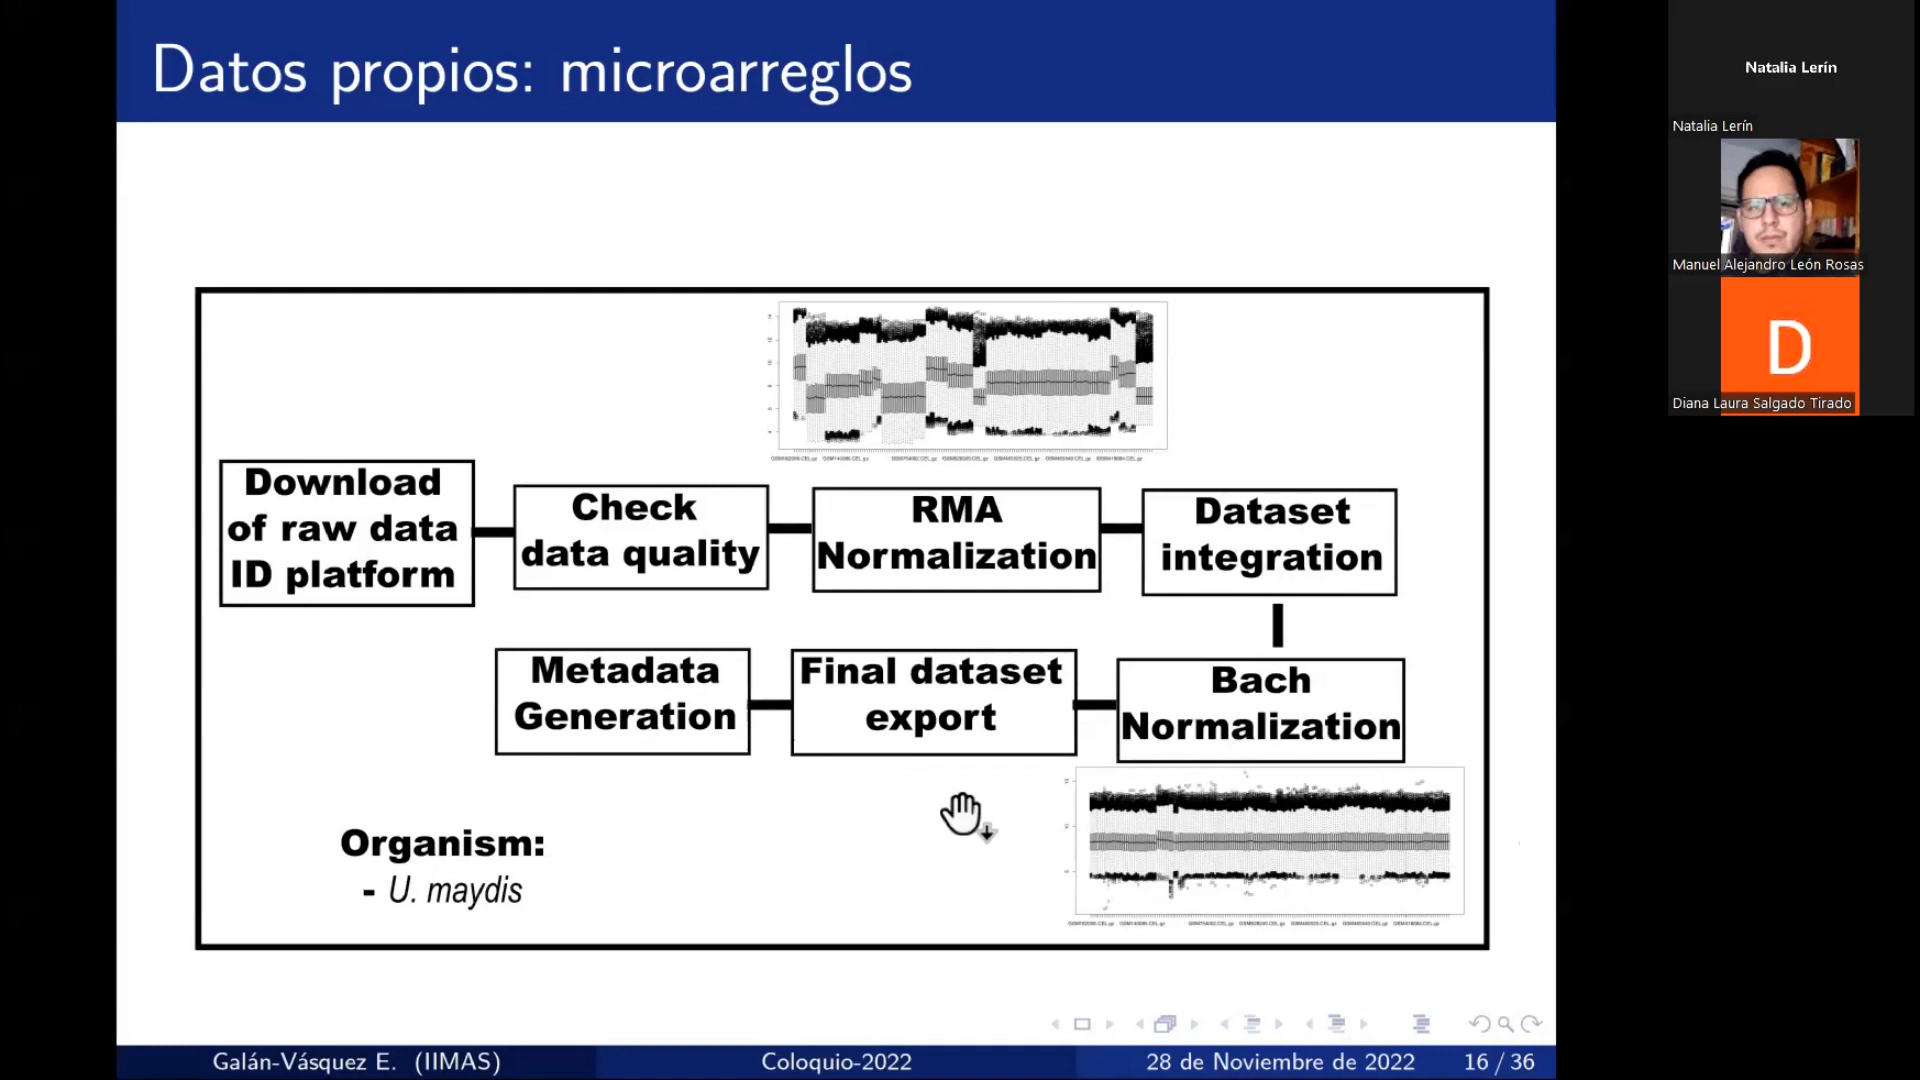 Datos propios: microarreglos
Download
of raw data
ID platform
Check
data quality
RMA
Normalization
Dataset
integration
Metadata
Generation
Final dataset
export
Bach
Normalization
Organism:
- U. maydis
Galán-Vásquez E. (IIMAS)
Coloquio-2022
28 de Noviembre de 2022
16 / 36
Natalia Lerín
Natalia Lerín
Manuel Alejandro León Rosas
D
Diana Laura Salgado Tirado